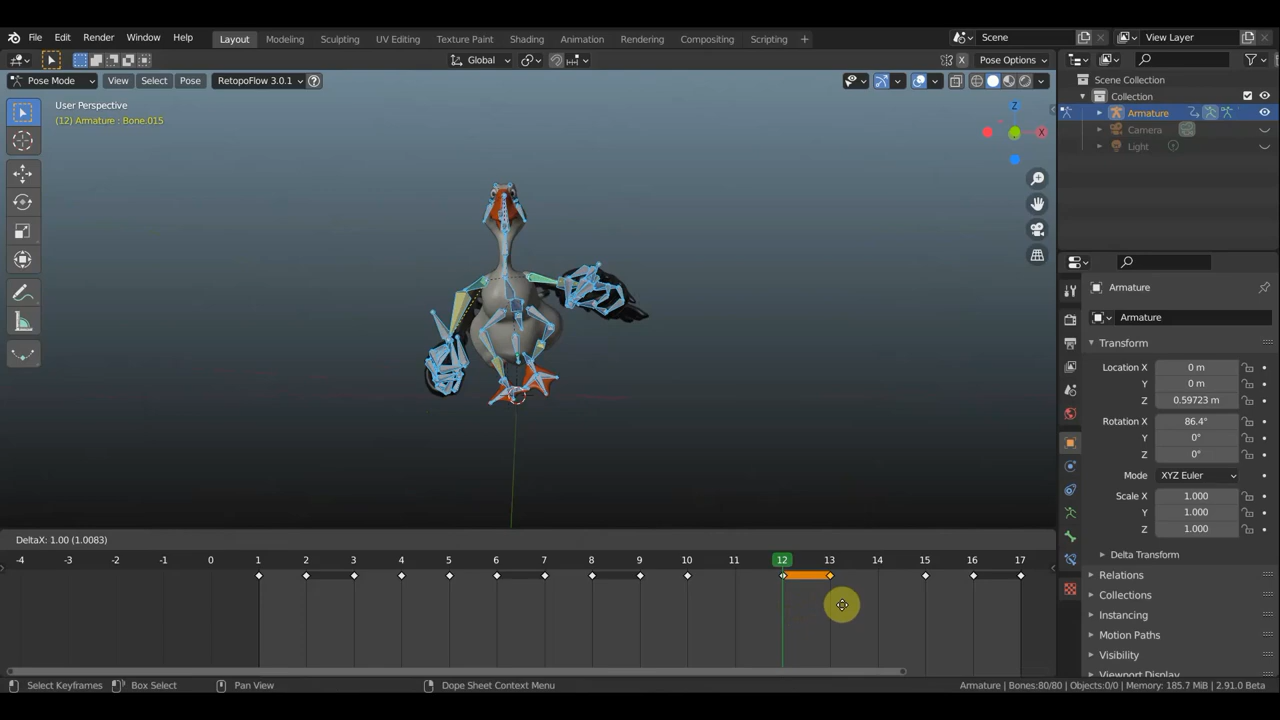 File Edit Render Window Help Layout Modeling Sculpting UV Editing Texture Paint Shading Animation Rendering Compositing Scripting + Scene View Layer
Global X Pose Options
Pose Mode View Select Pose RetopoFlow 3.0.1 ?
User Perspective
(12) Armature : Bone.015
Z
X
Scene Collection
Collection
Armature
Camera
Light
Armature
Armature
Transform
Location X 0 m
Y 0 m
Z 0.59723 m
Rotation X 86.4°
Y 0°
Z 0°
Mode XYZ Euler
Scale X 1.000
Y 1.000
Z 1.000
Delta Transform
Relations
Collections
Instancing
Motion Paths
Visibility
Viewport Display
DeltaX: 1.00 (1.0083)
-4 -3 -2 -1 0 1 2 3 4 5 6 7 8 9 10 11 12 13 14 15 16 17
Select Keyframes Box Select Pan View Dope Sheet Context Menu Armature | Bones:80/80 | Objects:0/0 | Memory: 185.7 MiB | 2.91.0 Beta